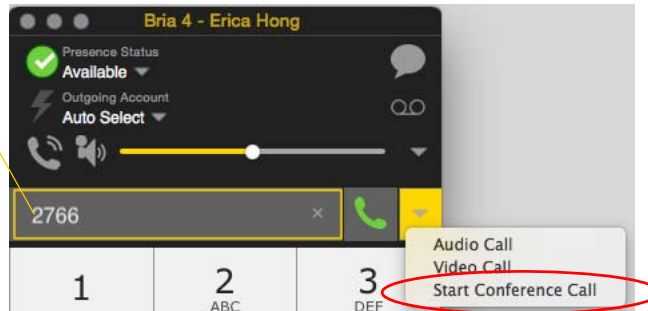 Bria 4 - Erica Hong
Presence Status
Available
Outgoing Account
Auto Select
2766
Audio Call
Video Call
Start Conference Call
1
2
3
ABC
DEF